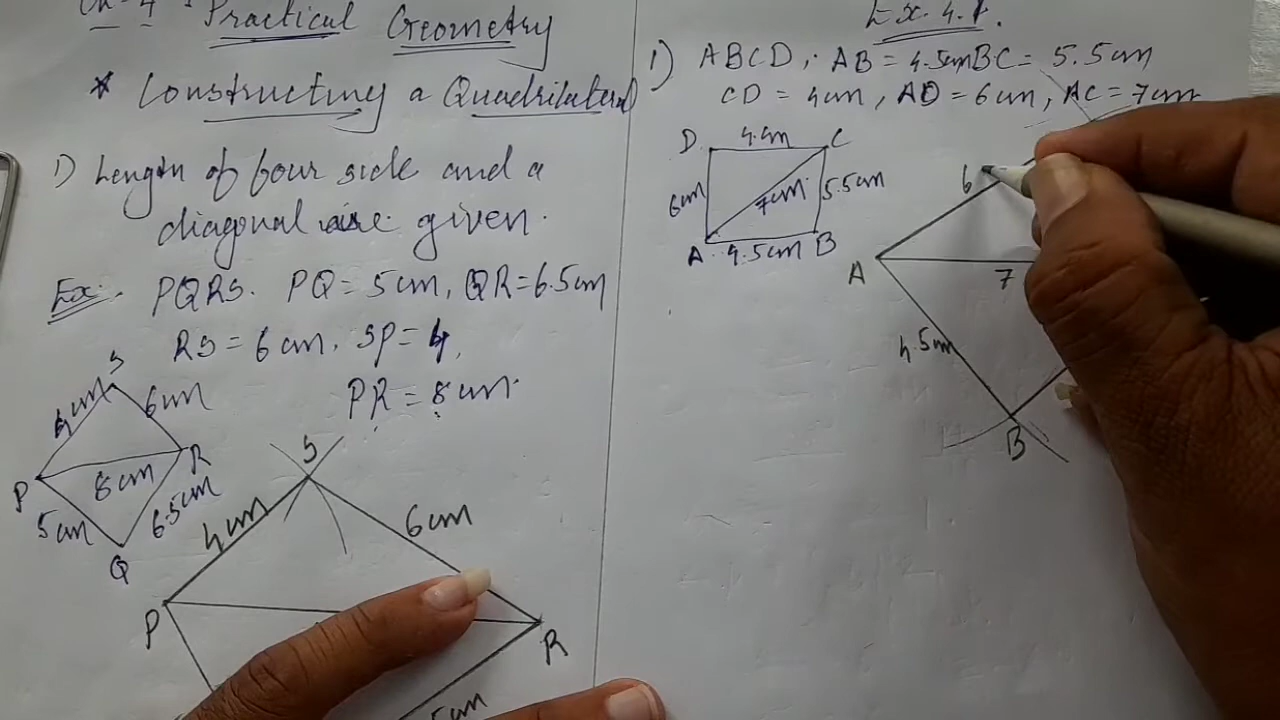 Ch-4: Practical Geometry
* Constructing a Quadrilateral
1) Length of four side and a
diagonal are given.
Ex:. PQRS. PQ = 5cm, QR = 6.5cm
RS = 6cm. SP = 4,
PR = 8cm.
S
4cm
6cm
P
8cm
R
5cm
6.5cm
Q
S
4cm
6cm
P
R
5cm
Ex. 4.1.
1) ABCD, AB = 4.5cm BC = 5.5cm
CD = 4cm, AD = 6cm, AC = 7cm
D
4cm
C
6cm
7cm
5.5cm
A
4.5cm
B
6
A
7
4.5cm
B